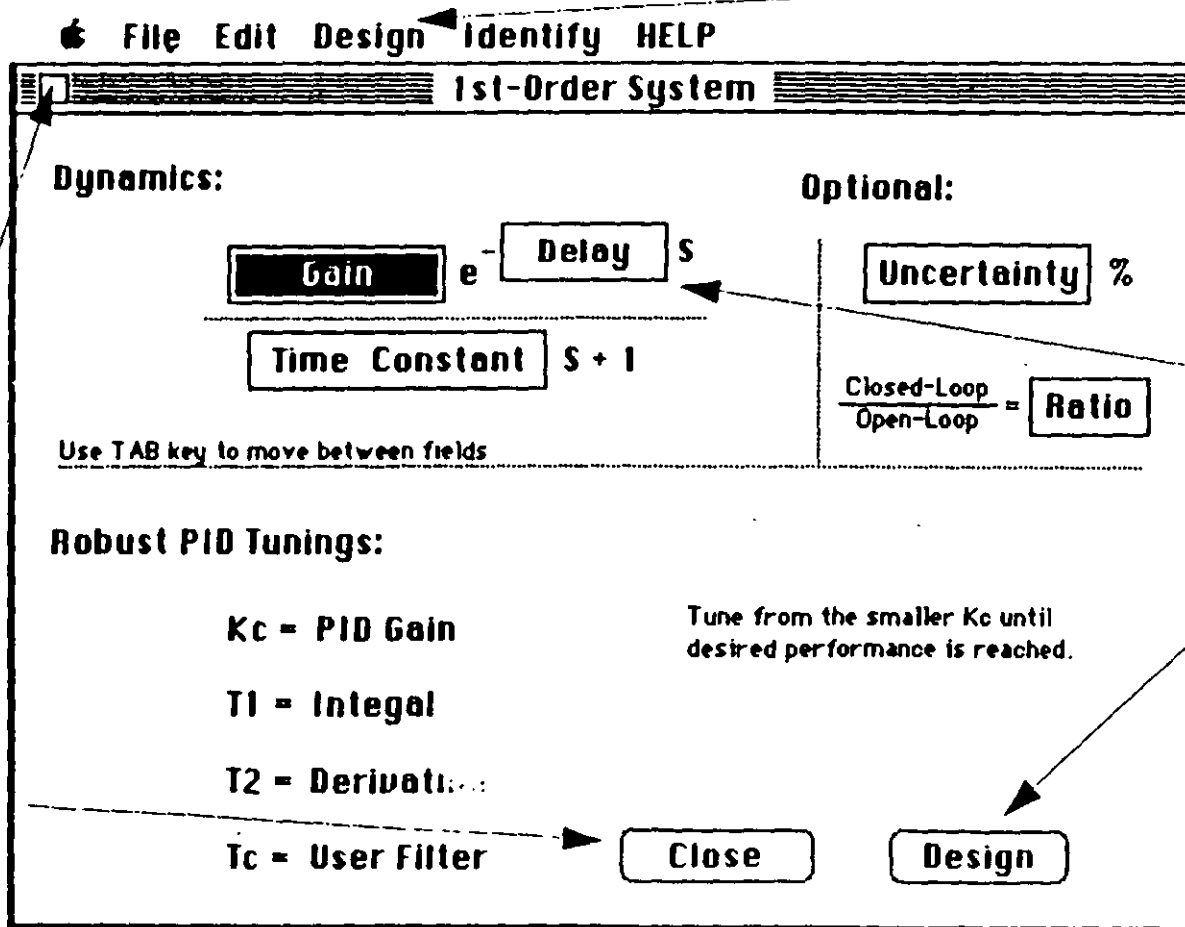 File Edit Design Identify HELP
1st-Order System
Dynamics:
Optional:
Gain e - Delay S
Uncertainty %
Time Constant S + 1
Closed-Loop
Open-Loop
= Ratio
Use TAB key to move between fields
Robust PID Tunings:
Kc = PID Gain
Tune from the smaller Kc until
desired performance is reached.
T1 = Integal
T2 =
Tc = User Filter
Close
Design